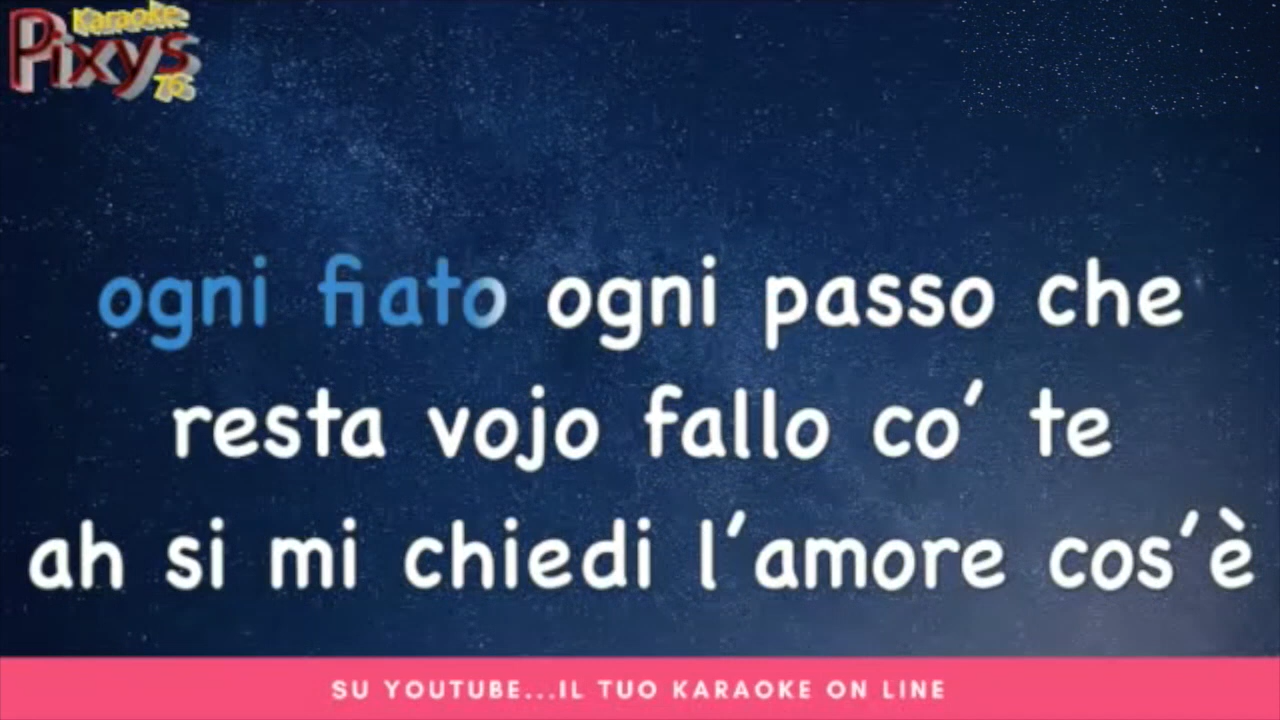 Karaoke
Pixys
76
ogni fiato ogni passo che
resta vojo fallo co' te
ah si mi chiedi l'amore cos'è
SU YOUTUBE...IL TUO KARAOKE ON LINE